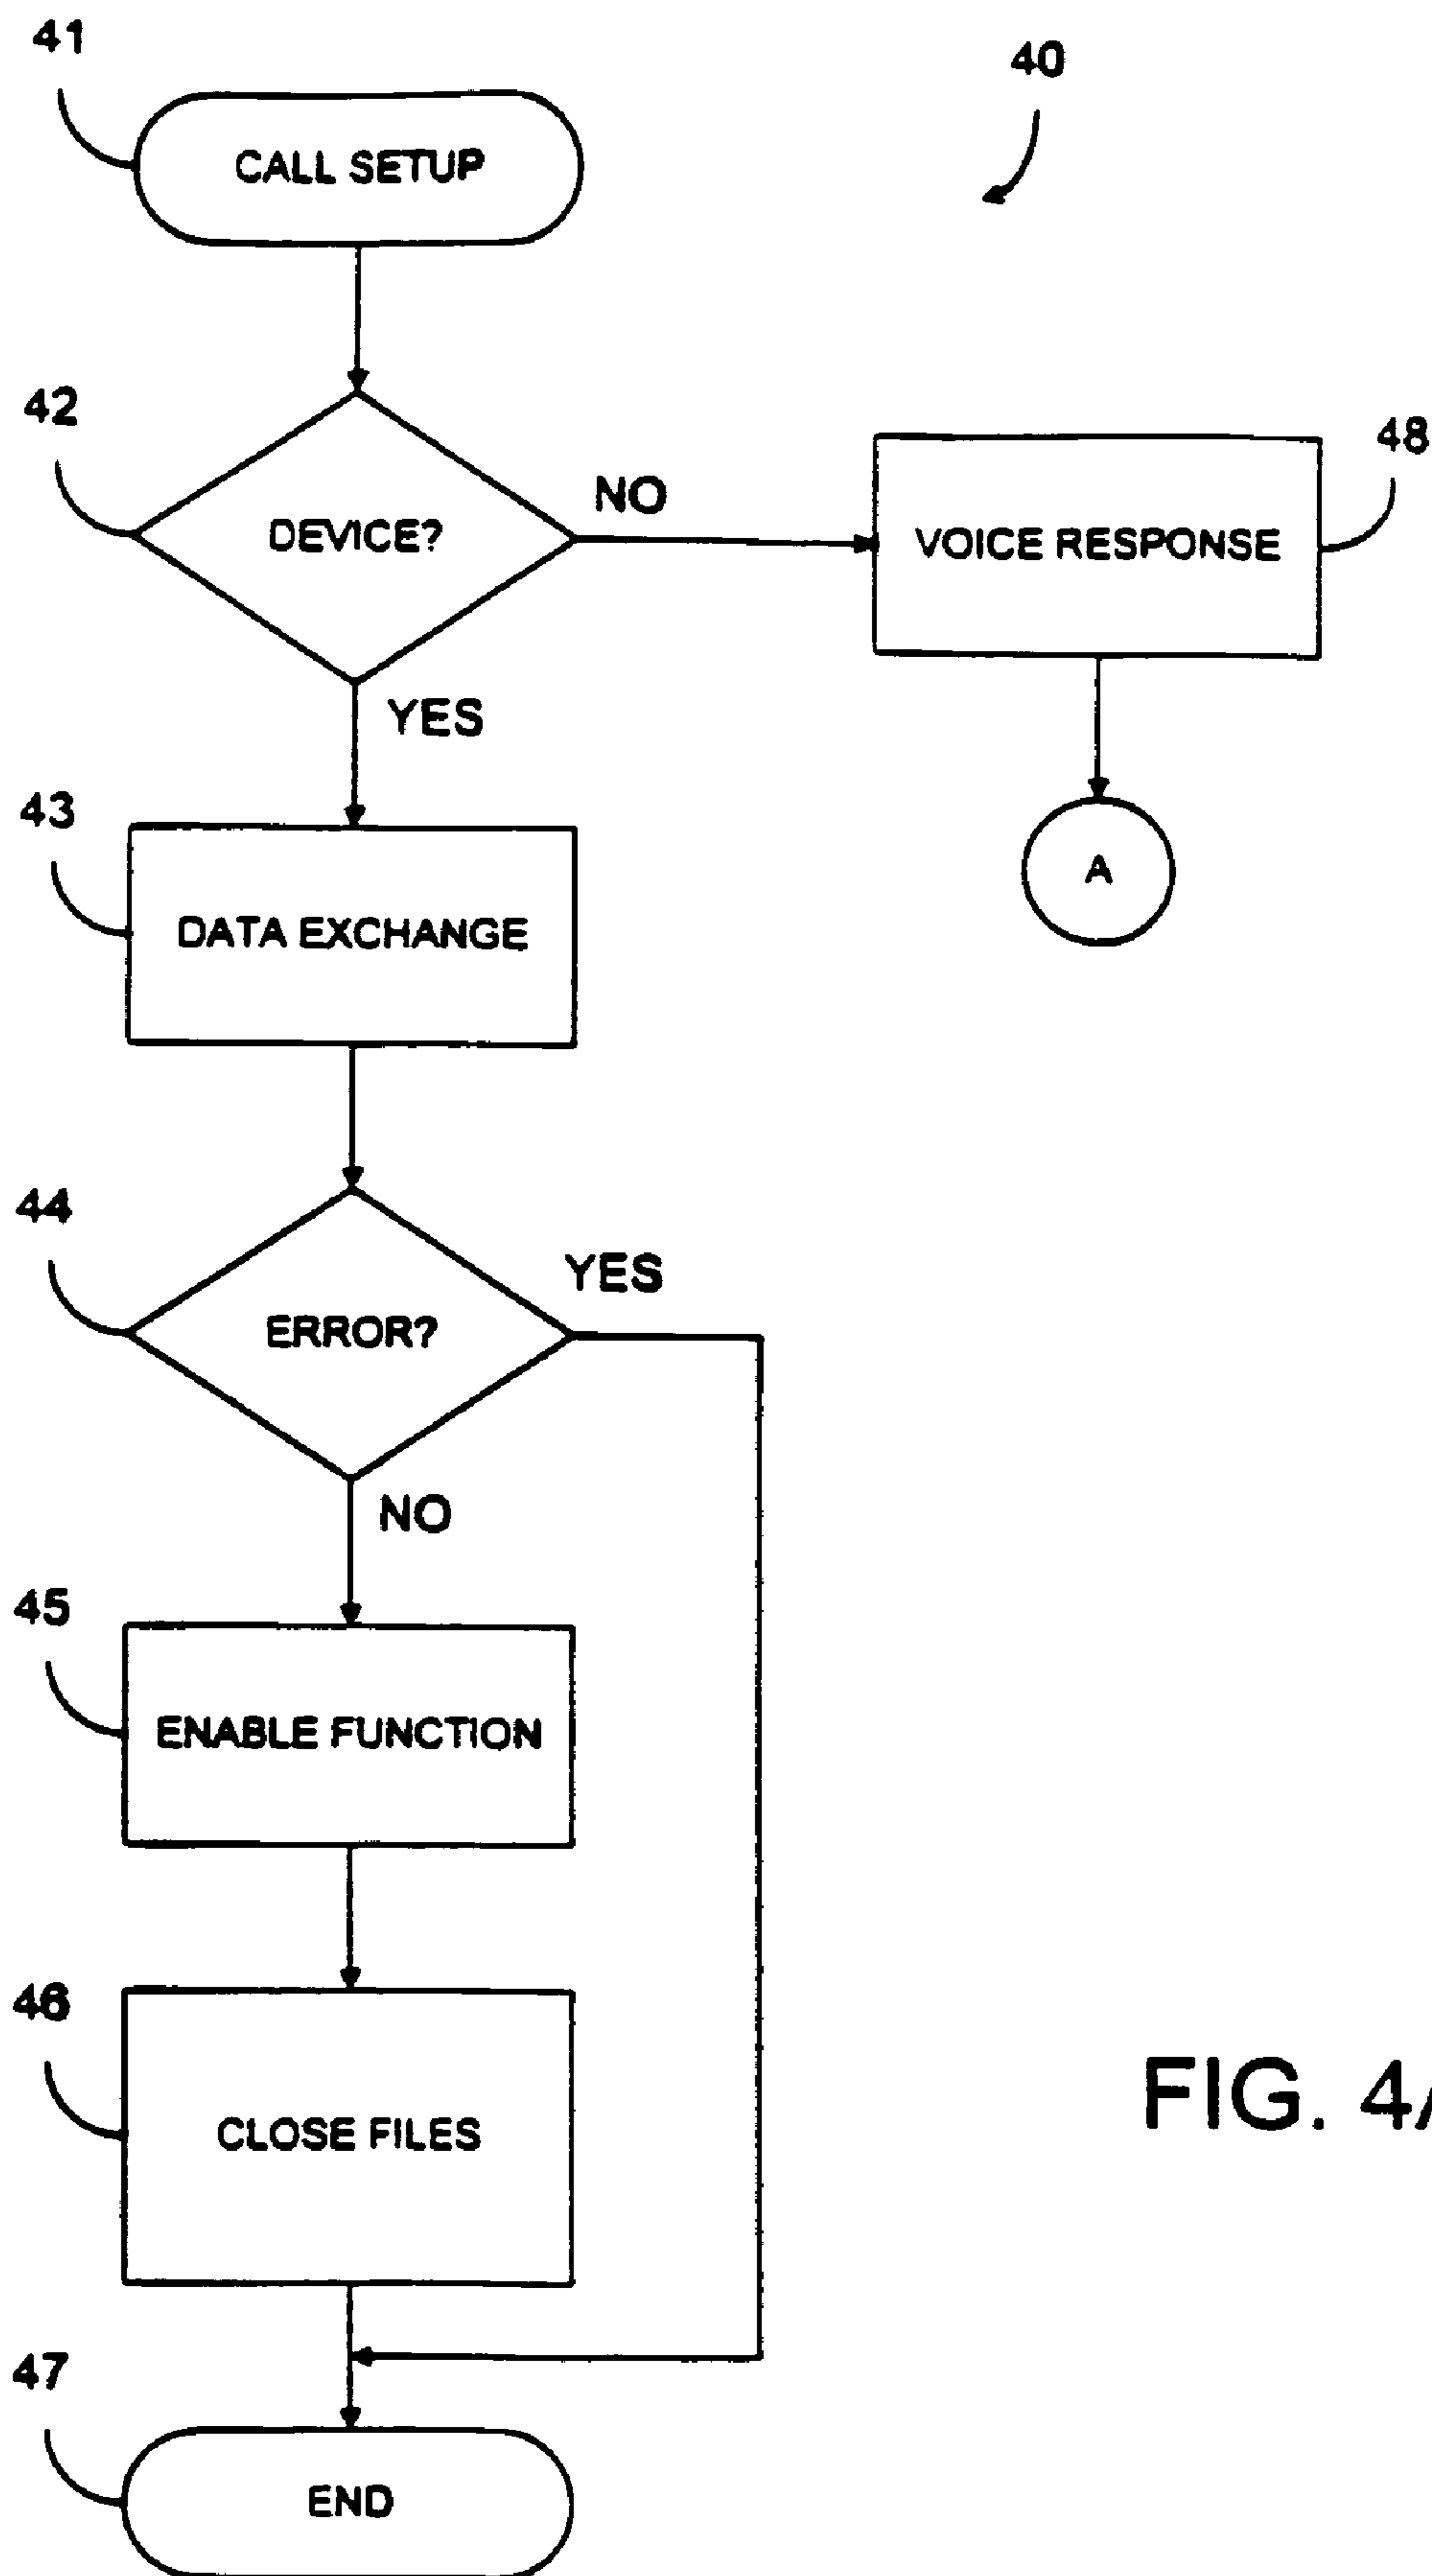 41
40
CALL SETUP
42
DEVICE?
NO
VOICE RESPONSE
48
YES
A
43
DATA EXCHANGE
44
ERROR?
YES
NO
45
ENABLE FUNCTION
46
CLOSE FILES
FIG.
47
END